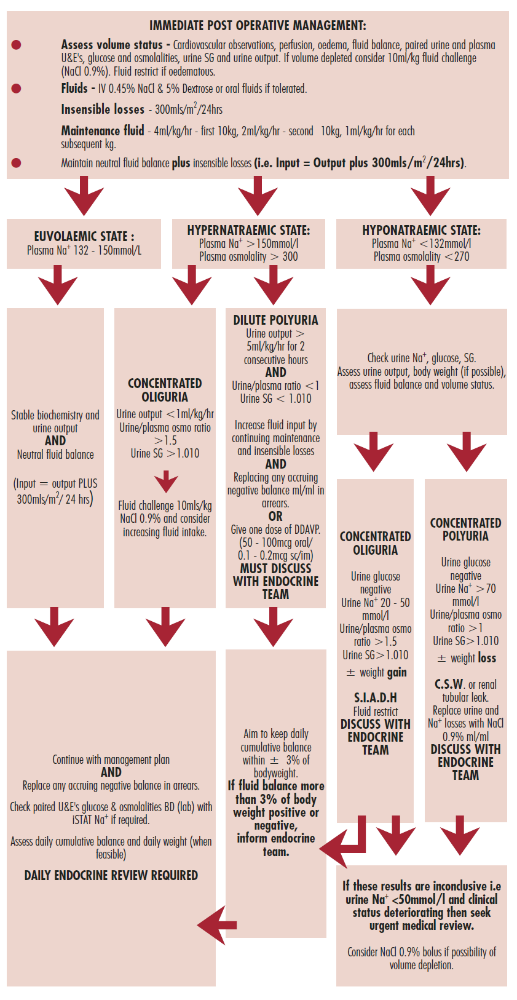 IMMEDIATE POST OPERATIVE MANAGEMENT:
Assess volume status - Cardiovascular observations, perfusion, oedema, fluid balance, paired urine and plasma
U&E's, glucose and osmolalities, urine SG and urine output. If volume depleted consider 10ml/kg fluid challenge
(NaCl 0.9%). Fluid restrict if oedematous.
Fluids - IV 0.45% NaCl & 5% Dextrose or oral fluids if tolerated.
Insensible losses - 300mls/m²/24hrs
Maintenance fluid - 4ml/kg/hr - first 10kg, 2ml/kg/hr - second 10kg, 1ml/kg/hr for each
subsequent kg.
Maintain neutral fluid balance plus insensible losses (i.e. Input = Output plus 300mls/m²/24hrs).
EUVOLAEMIC STATE :
Plasma Na⁺ 132 - 150mmol/L
HYPERNATRAEMIC STATE:
Plasma Na⁺ >150mmol/l
Plasma osmolality > 300
HYPONATRAEMIC STATE:
Plasma Na⁺ <132mmol/l
Plasma osmolality <270
Stable biochemistry and
urine output
AND
Neutral fluid balance
(Input = output PLUS
300mls/m²/ 24 hrs)
CONCENTRATED
OLIGURIA
Urine output <1ml/kg/hr
Urine/plasma osmo ratio
>1.5
Urine SG >1.010
Fluid challenge 10mls/kg
NaCl 0.9% and consider
increasing fluid intake.
DILUTE POLYURIA
Urine output >
5ml/kg/hr for 2
consecutive hours
AND
Urine/plasma ratio <1
Urine SG < 1.010
Increase fluid input by
continuing maintenance
and insensible losses
AND
Replacing any accruing
negative balance ml/ml in
arrears.
OR
Give one dose of DDAVP.
(50 - 100mcg oral/
0.1 - 0.2mcg sc/im)
MUST DISCUSS
WITH ENDOCRINE
TEAM
Check urine Na⁺, glucose, SG.
Assess urine output, body weight (if possible),
assess fluid balance and volume status.
CONCENTRATED
OLIGURIA
Urine glucose
negative
Urine Na⁺ 20 - 50
mmol/l
Urine/plasma osmo
ratio >1.5
Urine SG>1.010
± weight gain
S.I.A.D.H
Fluid restrict
DISCUSS WITH
ENDOCRINE
TEAM
CONCENTRATED
POLYURIA
Urine glucose
negative
Urine Na⁺ >70
mmol/l
Urine/plasma osmo
ratio >1
Urine SG>1.010
± weight loss
C.S.W. or renal
tubular leak.
Replace urine and
Na⁺ losses with NaCl
0.9% ml/ml
DISCUSS WITH
ENDOCRINE
TEAM
Continue with management plan
AND
Replace any accruing negative balance in arrears.
Check paired U&E's glucose & osmolalities BD (lab) with
iSTAT Na⁺ if required.
Assess daily cumulative balance and daily weight (when
feasible)
DAILY ENDOCRINE REVIEW REQUIRED
Aim to keep daily
cumulative balance
within ± 3% of
bodyweight.
If fluid balance more
than 3% of body
weight positive or
negative,
inform endocrine
team.
If these results are inconclusive i.e
urine Na⁺ <50mmol/l and clinical
status deteriorating then seek
urgent medical review.
Consider NaCl 0.9% bolus if possibility of
volume depletion.